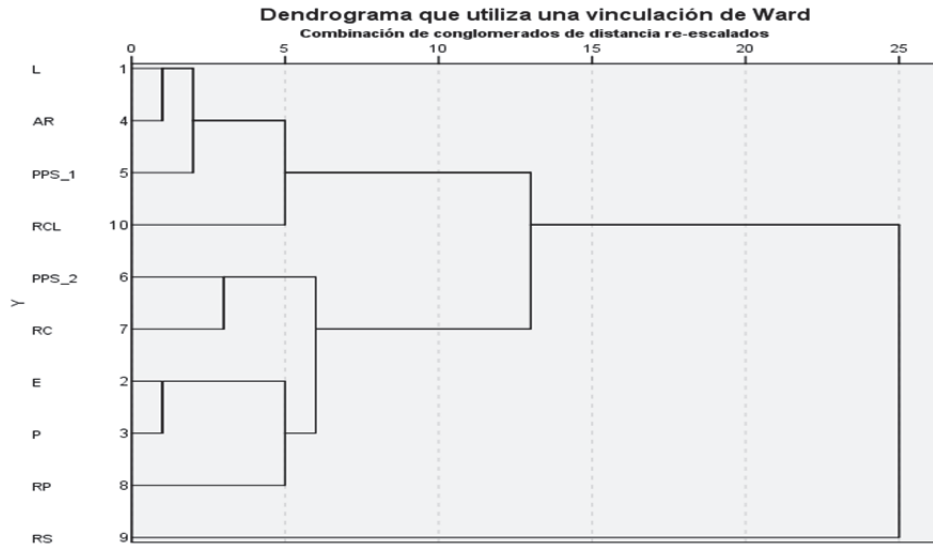 Dendrograma que utiliza una vinculación de Ward
Combinación de conglomerados de distancia re-escalados
0 5 10 15 20 25
L 1
AR 4
PPS_1 5
RCL 10
PPS_2 6
Y
RC 7
E 2
P 3
RP 8
RS 9